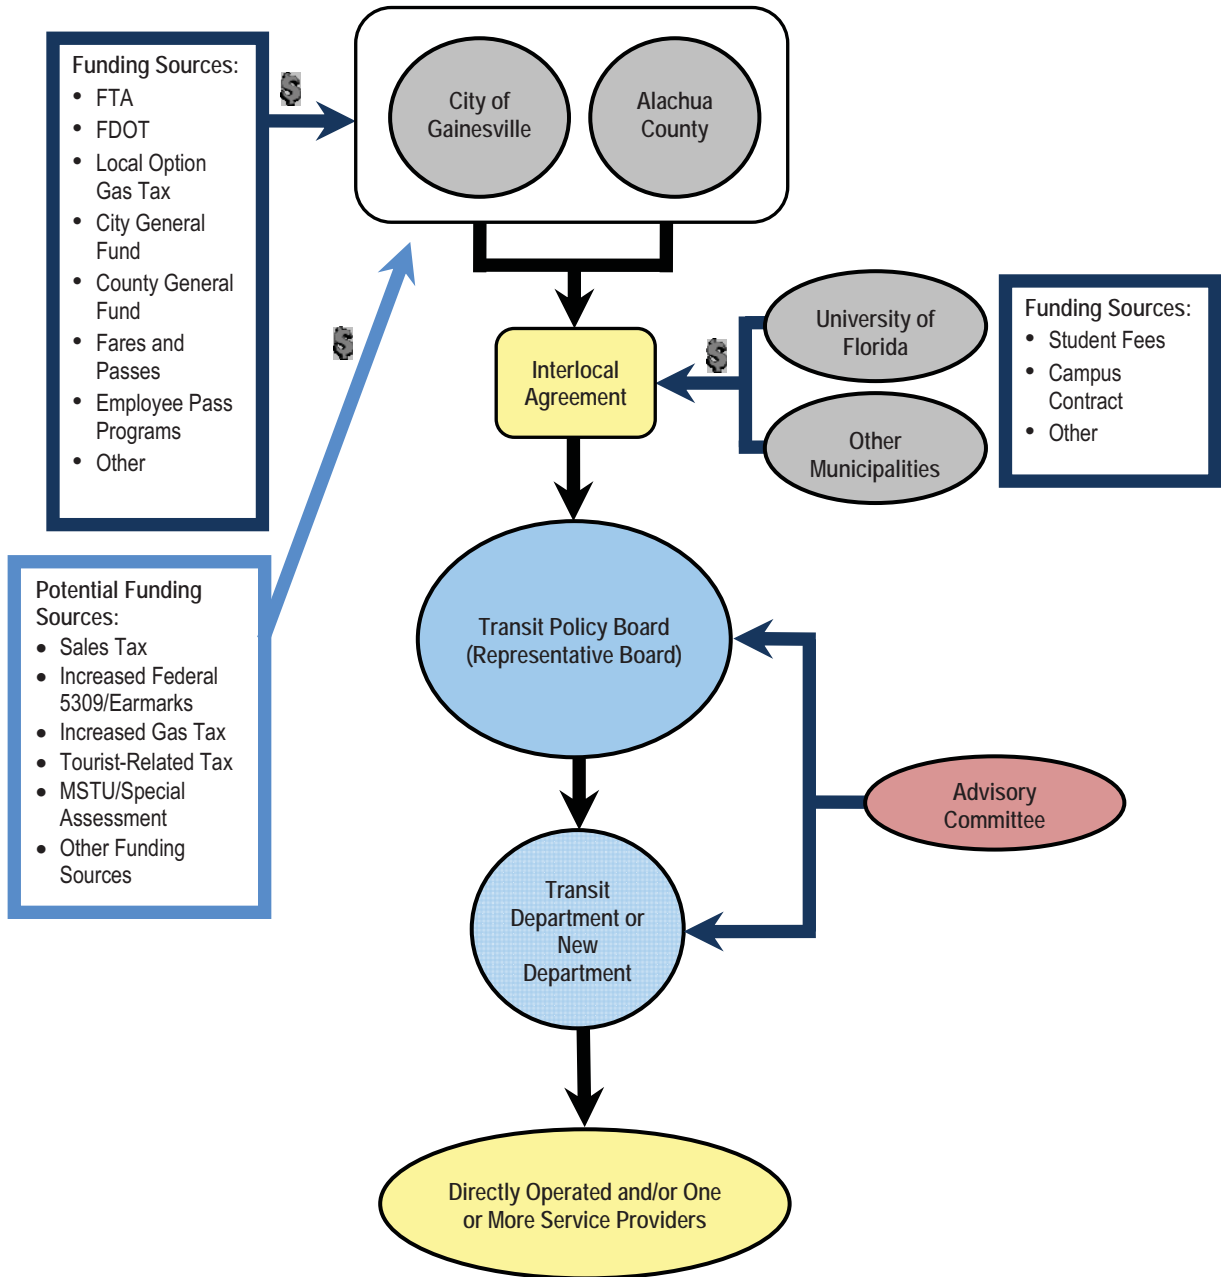 Funding Sources:
• FTA
• FDOT
• Local Option
Gas Tax
• City General
Fund
• County General
Fund
• Fares and
Passes
• Employee Pass
Programs
• Other
$
City of
Gainesville
Alachua
County
$
Interlocal
Agreement
$
University of
Florida
Other
Municipalities
Funding Sources:
• Student Fees
• Campus
Contract
• Other
Potential Funding
Sources:
• Sales Tax
• Increased Federal
5309/Earmarks
• Increased Gas Tax
• Tourist-Related Tax
• MSTU/Special
Assessment
• Other Funding
Sources
Transit Policy Board
(Representative Board)
Advisory
Committee
Transit
Department or
New
Department
Directly Operated and/or One
or More Service Providers